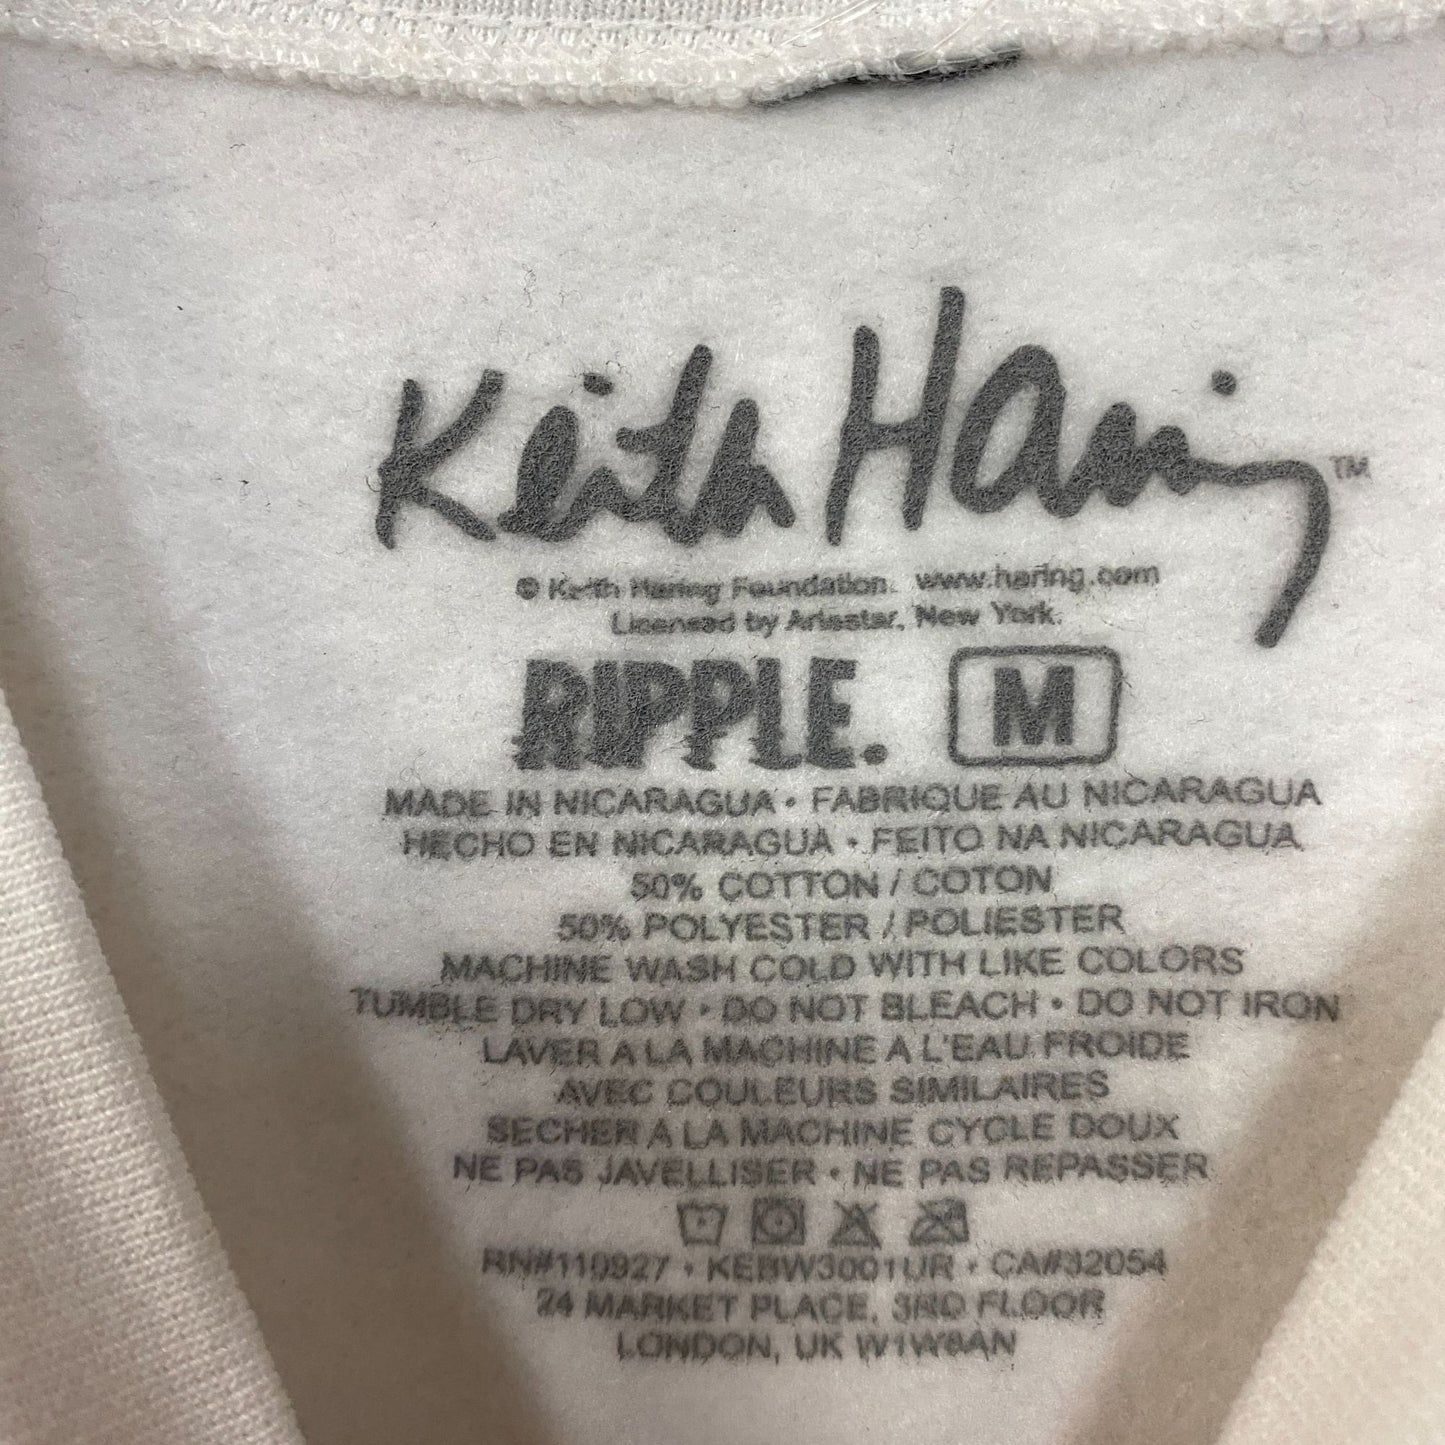 Keith Haring™
© Keith Haring Foundation. www.haring.com
Licensed by Artestar, New York.
RIPPLE. M
MADE IN NICARAGUA • FABRIQUE AU NICARAGUA
HECHO EN NICARAGUA • FEITO NA NICARAGUA
50% COTTON / COTON
50% POLYESTER / POLIESTER
MACHINE WASH COLD WITH LIKE COLORS
TUMBLE DRY LOW • DO NOT BLEACH • DO NOT IRON
LAVER A LA MACHINE A L'EAU FROIDE
AVEC COULEURS SIMILAIRES
SECHER A LA MACHINE CYCLE DOUX
NE PAS JAVELLISER • NE PAS REPASSER
RN#110927 • KEBW3001UR • CA#32054
24 MARKET PLACE, 3RD FLOOR
LONDON, UK W1W8AN